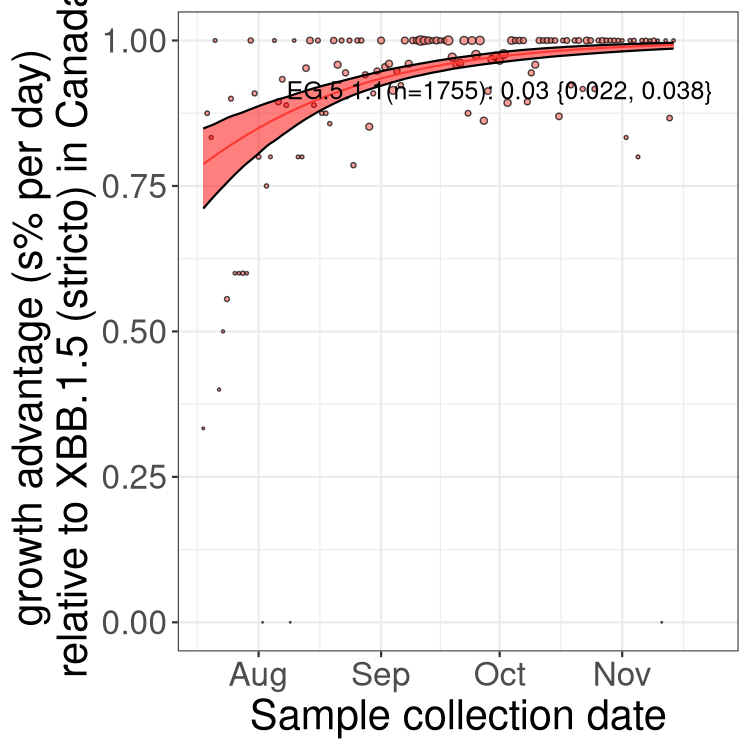 growth advantage (s% per day)
relative to XBB.1.5 (stricto) in Canada
1.00
0.75
0.50
0.25
0.00
EG.5.1.1(n=1755): 0.03 {0.022, 0.038}
Aug Sep Oct Nov
Sample collection date